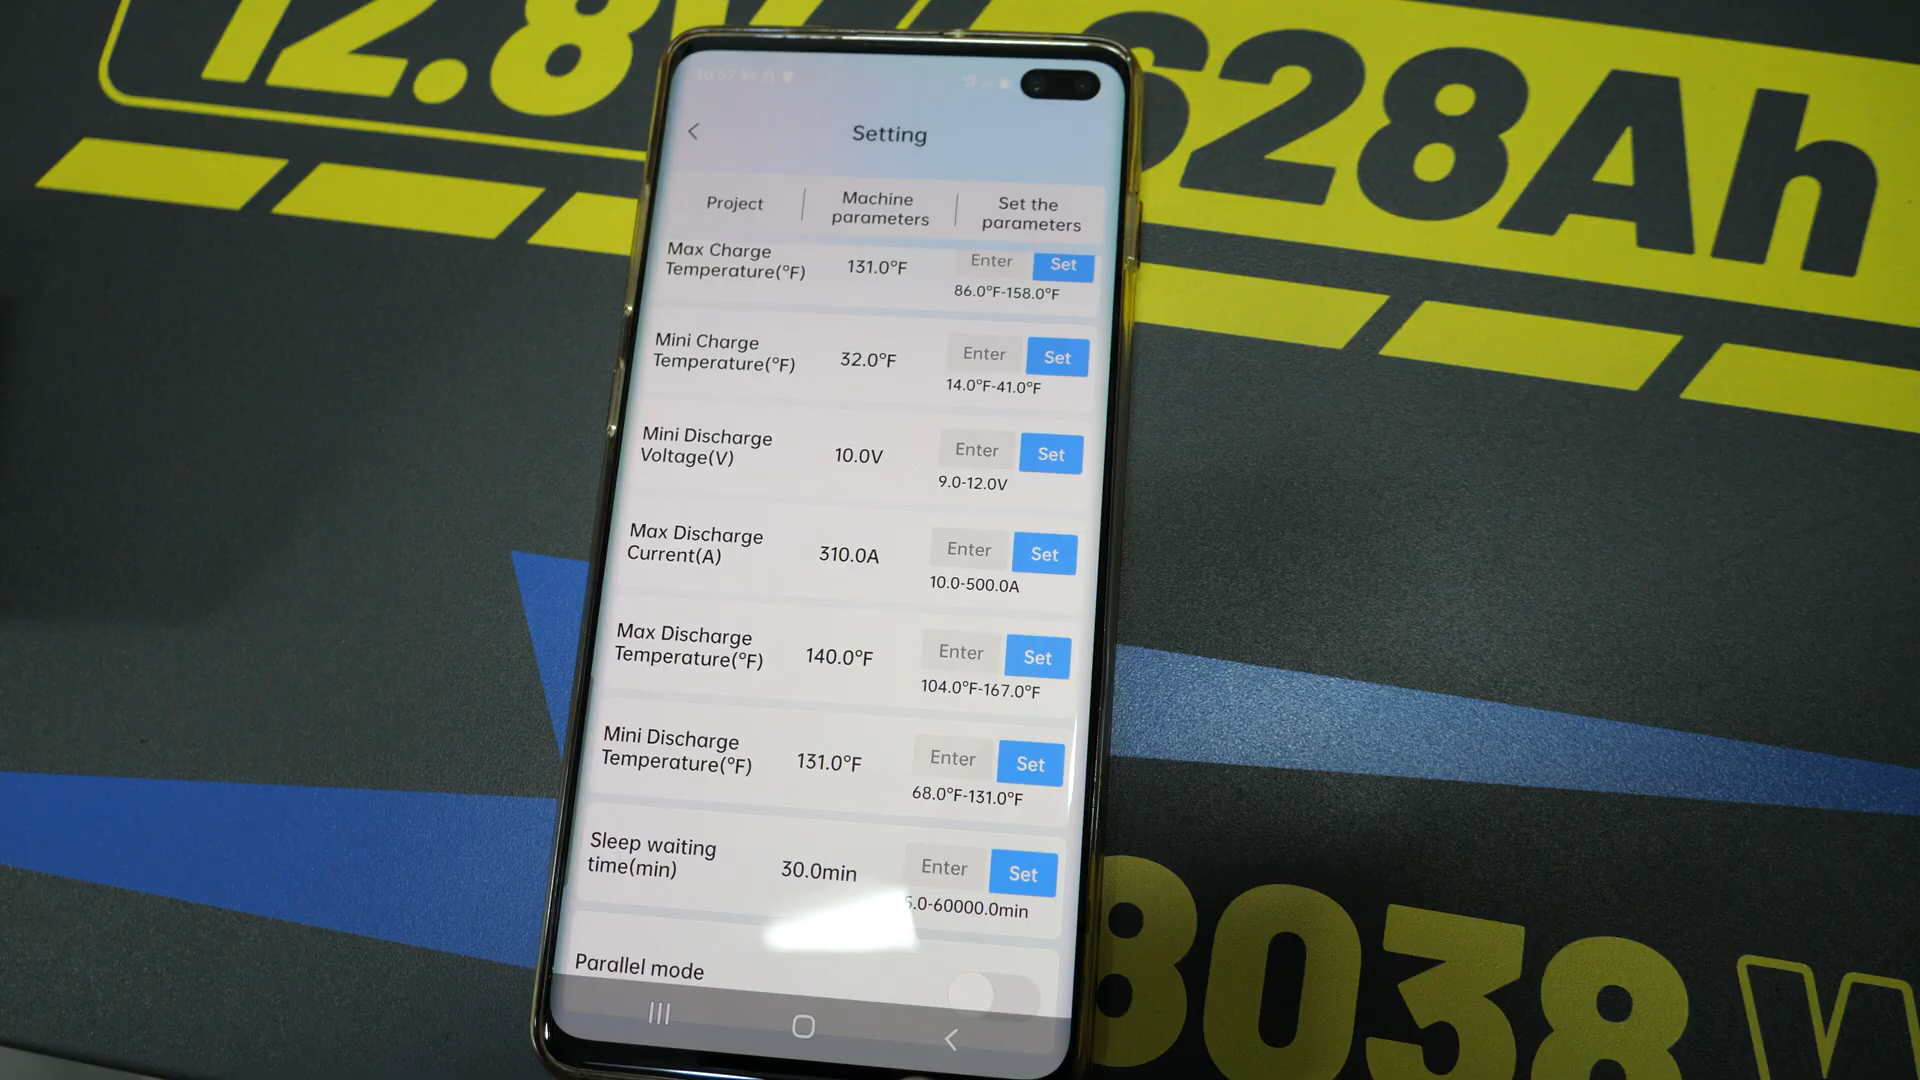 12.8V // 628Ah
Setting
Project
Machine
parameters
Set the
parameters
Max Charge
Temperature(°F)
131.0°F
Enter
Set
86.0°F-158.0°F
Mini Charge
Temperature(°F)
32.0°F
Enter
Set
14.0°F-41.0°F
Mini Discharge
Voltage(V)
10.0V
Enter
Set
9.0-12.0V
Max Discharge
Current(A)
310.0A
Enter
Set
10.0-500.0A
Max Discharge
Temperature(°F)
140.0°F
Enter
Set
104.0°F-167.0°F
Mini Discharge
Temperature(°F)
131.0°F
Enter
Set
68.0°F-131.0°F
Sleep waiting
time(min)
30.0min
Enter
Set
5.0-60000.0min
Parallel mode
8038 W